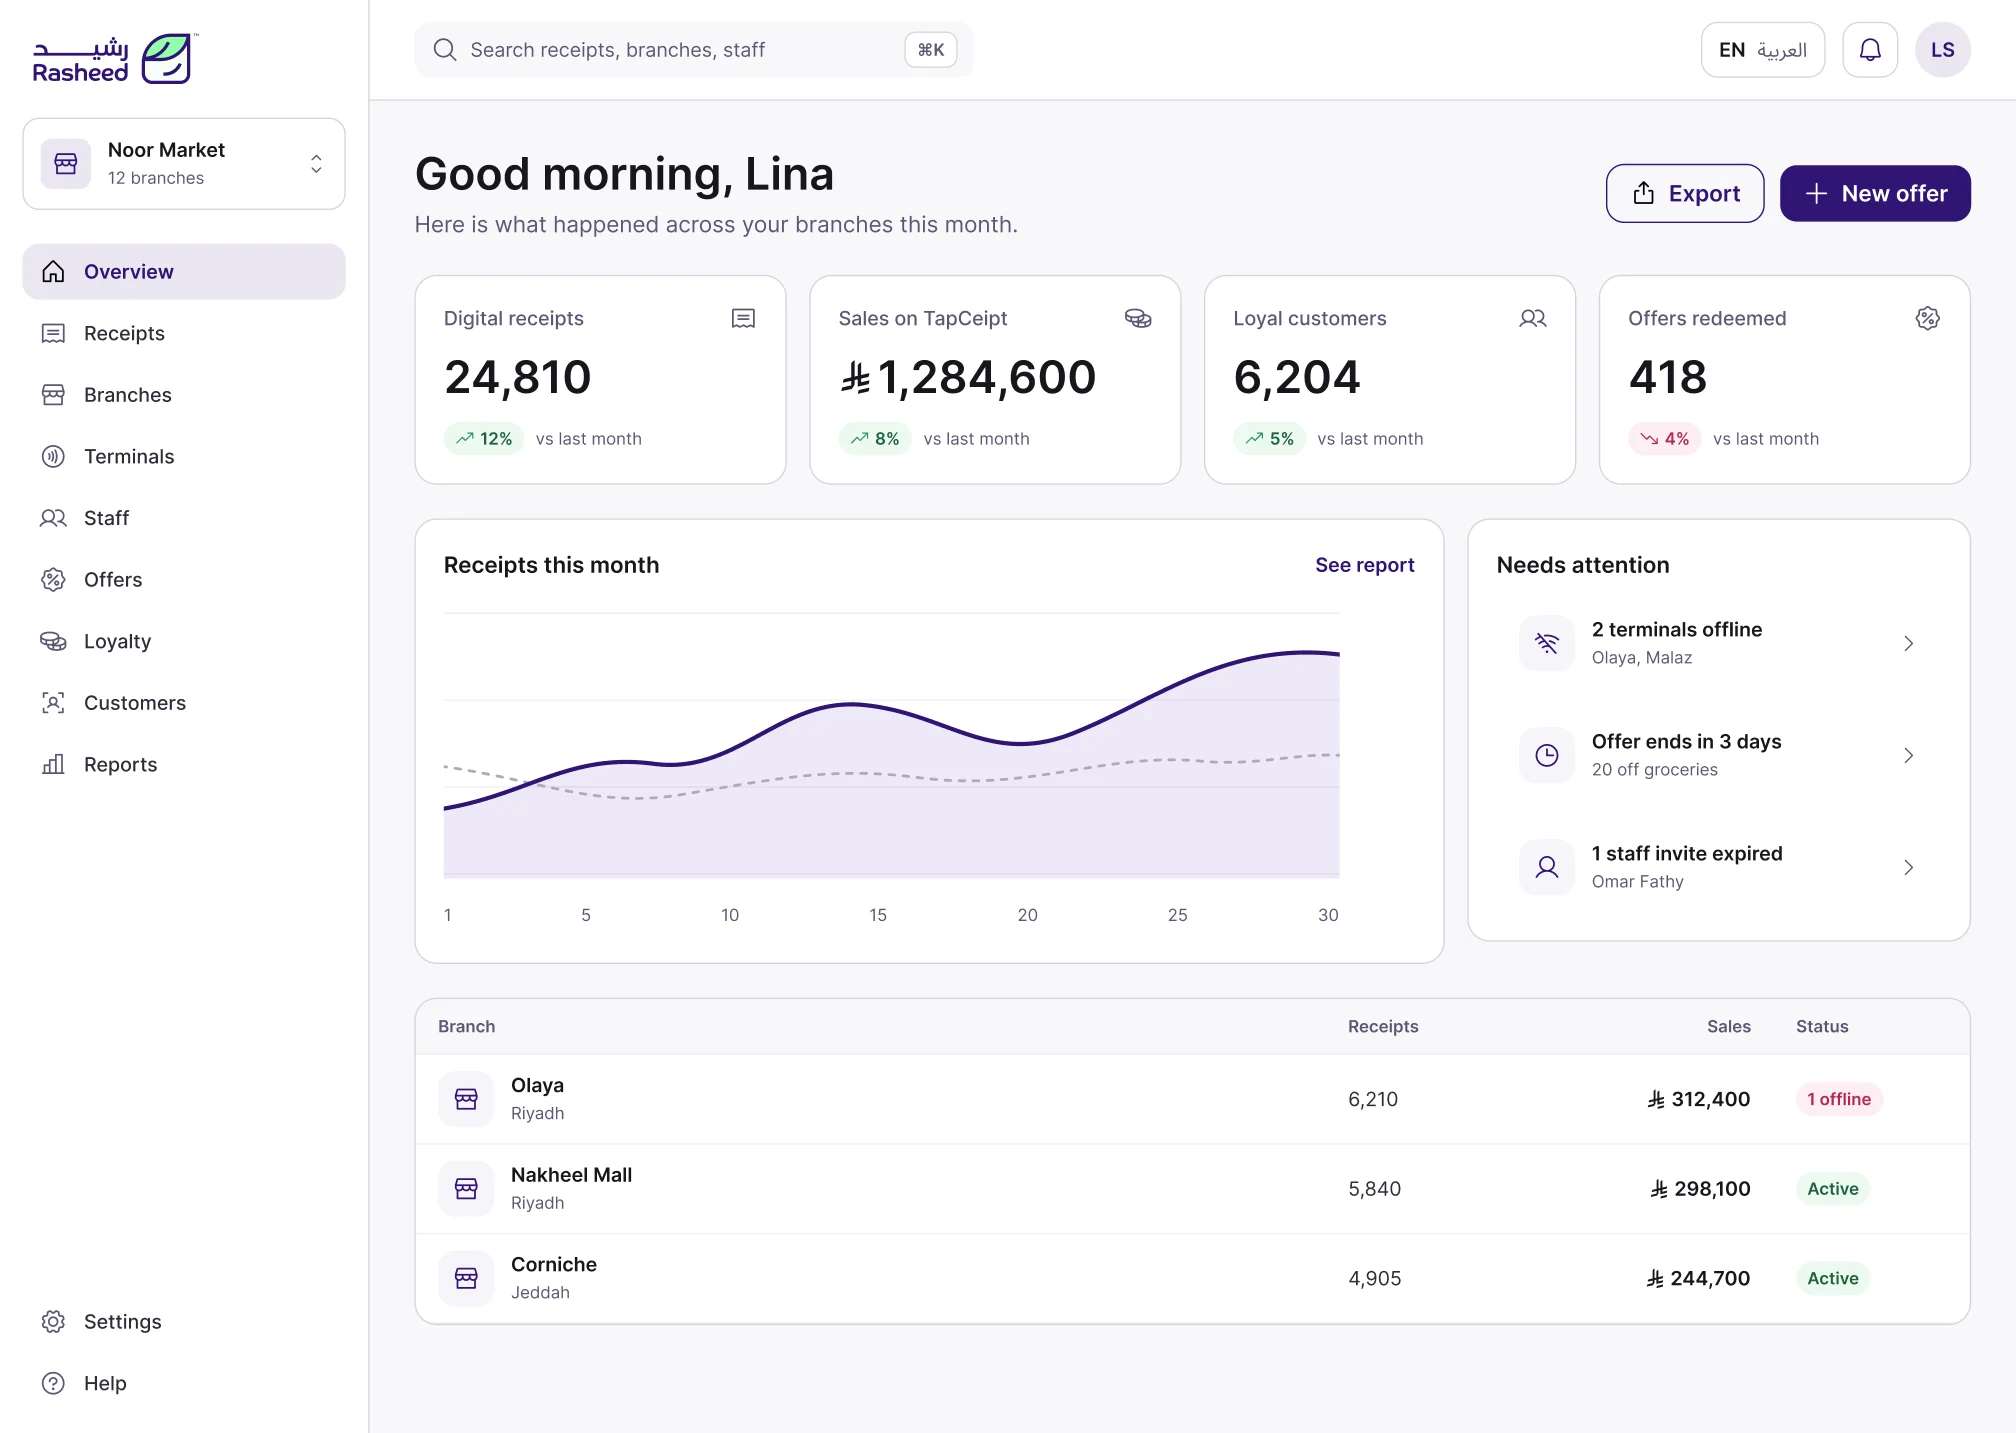 رشيد
Rasheed
™
Noor Market
12 branches
Overview
Receipts
Branches
Terminals
Staff
Offers
Loyalty
Customers
Reports
Settings
Help
Search receipts, branches, staff
⌘K
EN العربية
LS
Good morning, Lina
Here is what happened across your branches this month.
Export
New offer
Digital receipts
24,810
12% vs last month
Sales on TapCeipt
⃁ 1,284,600
8% vs last month
Loyal customers
6,204
5% vs last month
Offers redeemed
418
4% vs last month
Receipts this month
See report
1 5 10 15 20 25 30
Needs attention
2 terminals offline
Olaya, Malaz
Offer ends in 3 days
20 off groceries
1 staff invite expired
Omar Fathy
Branch Receipts Sales Status
Olaya
Riyadh
6,210 ⃁ 312,400 1 offline
Nakheel Mall
Riyadh
5,840 ⃁ 298,100 Active
Corniche
Jeddah
4,905 ⃁ 244,700 Active